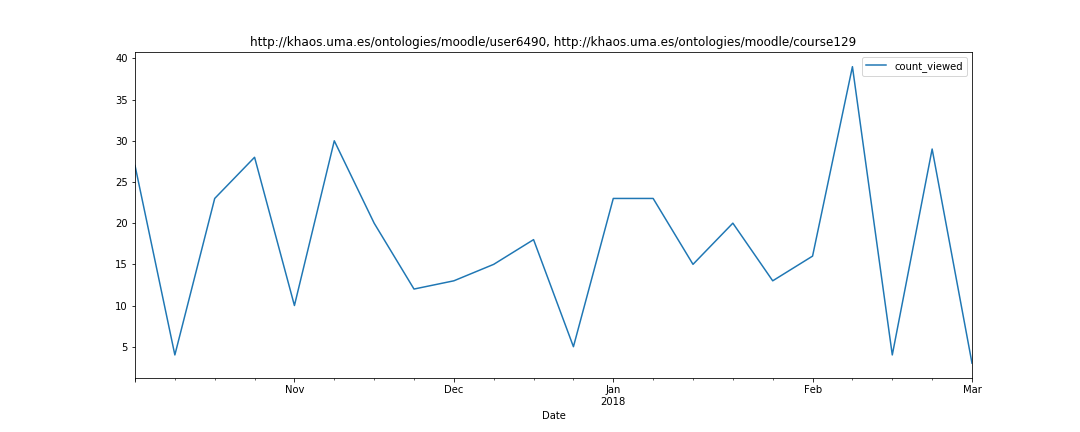 http://khaos.uma.es/ontologies/moodle/user6490, http://khaos.uma.es/ontologies/moodle/course129
count_viewed
40
35
30
25
20
15
10
5
Nov
Dec
Jan
2018
Feb
Mar
Date